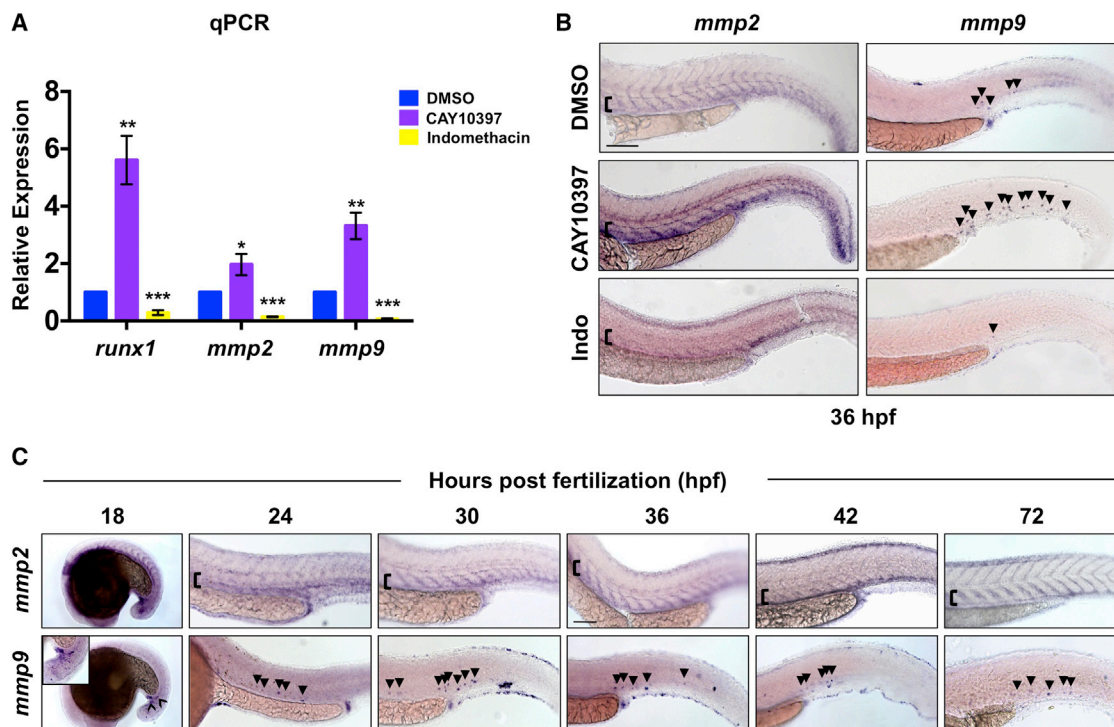 A
qPCR
Relative Expression
8
6
4
2
0
**
***
*
***
**
***
runx1
mmp2
mmp9
DMSO
CAY10397
Indomethacin
B
mmp2
mmp9
DMSO
CAY10397
Indo
36 hpf
C
Hours post fertilization (hpf)
18
24
30
36
42
72
mmp2
mmp9